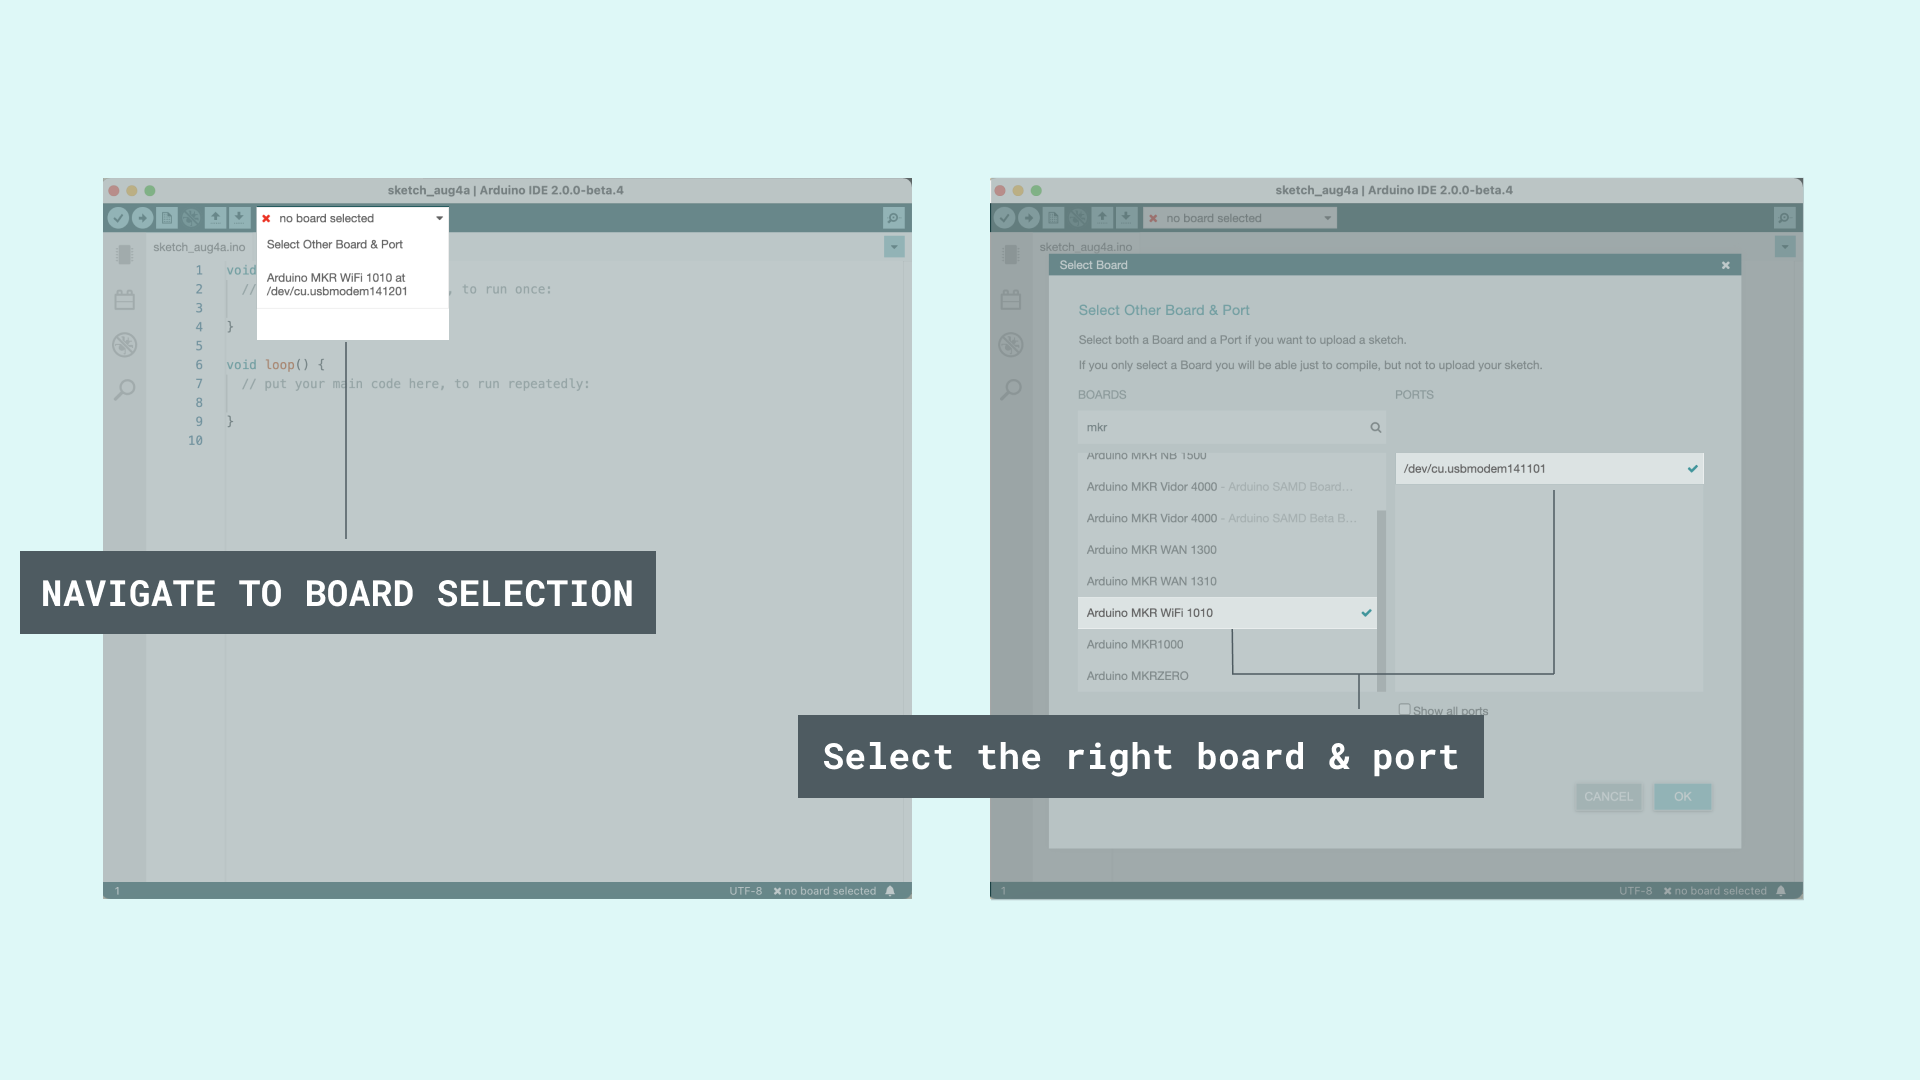 sketch_aug4a | Arduino IDE 2.0.0-beta.4
no board selected
Select Other Board & Port
Arduino MKR WiFi 1010 at
/dev/cu.usbmodem141201
sketch_aug4a.ino
1 void
2 // , to run once:
3
4 }
5
6 void loop() {
7 // put your main code here, to run repeatedly:
8
9 }
10
NAVIGATE TO BOARD SELECTION
1 UTF-8 no board selected
sketch_aug4a | Arduino IDE 2.0.0-beta.4
no board selected
sketch_aug4a.ino
Select Board
Select Other Board & Port
Select both a Board and a Port if you want to upload a sketch.
If you only select a Board you will be able just to compile, but not to upload your sketch.
BOARDS
mkr
Arduino MKR NB 1500
Arduino MKR Vidor 4000 - Arduino SAMD Board...
Arduino MKR Vidor 4000 - Arduino SAMD Beta B...
Arduino MKR WAN 1300
Arduino MKR WAN 1310
Arduino MKR WiFi 1010
Arduino MKR1000
Arduino MKRZERO
PORTS
/dev/cu.usbmodem141101
Show all ports
Select the right board & port
CANCEL
OK
1 UTF-8 no board selected